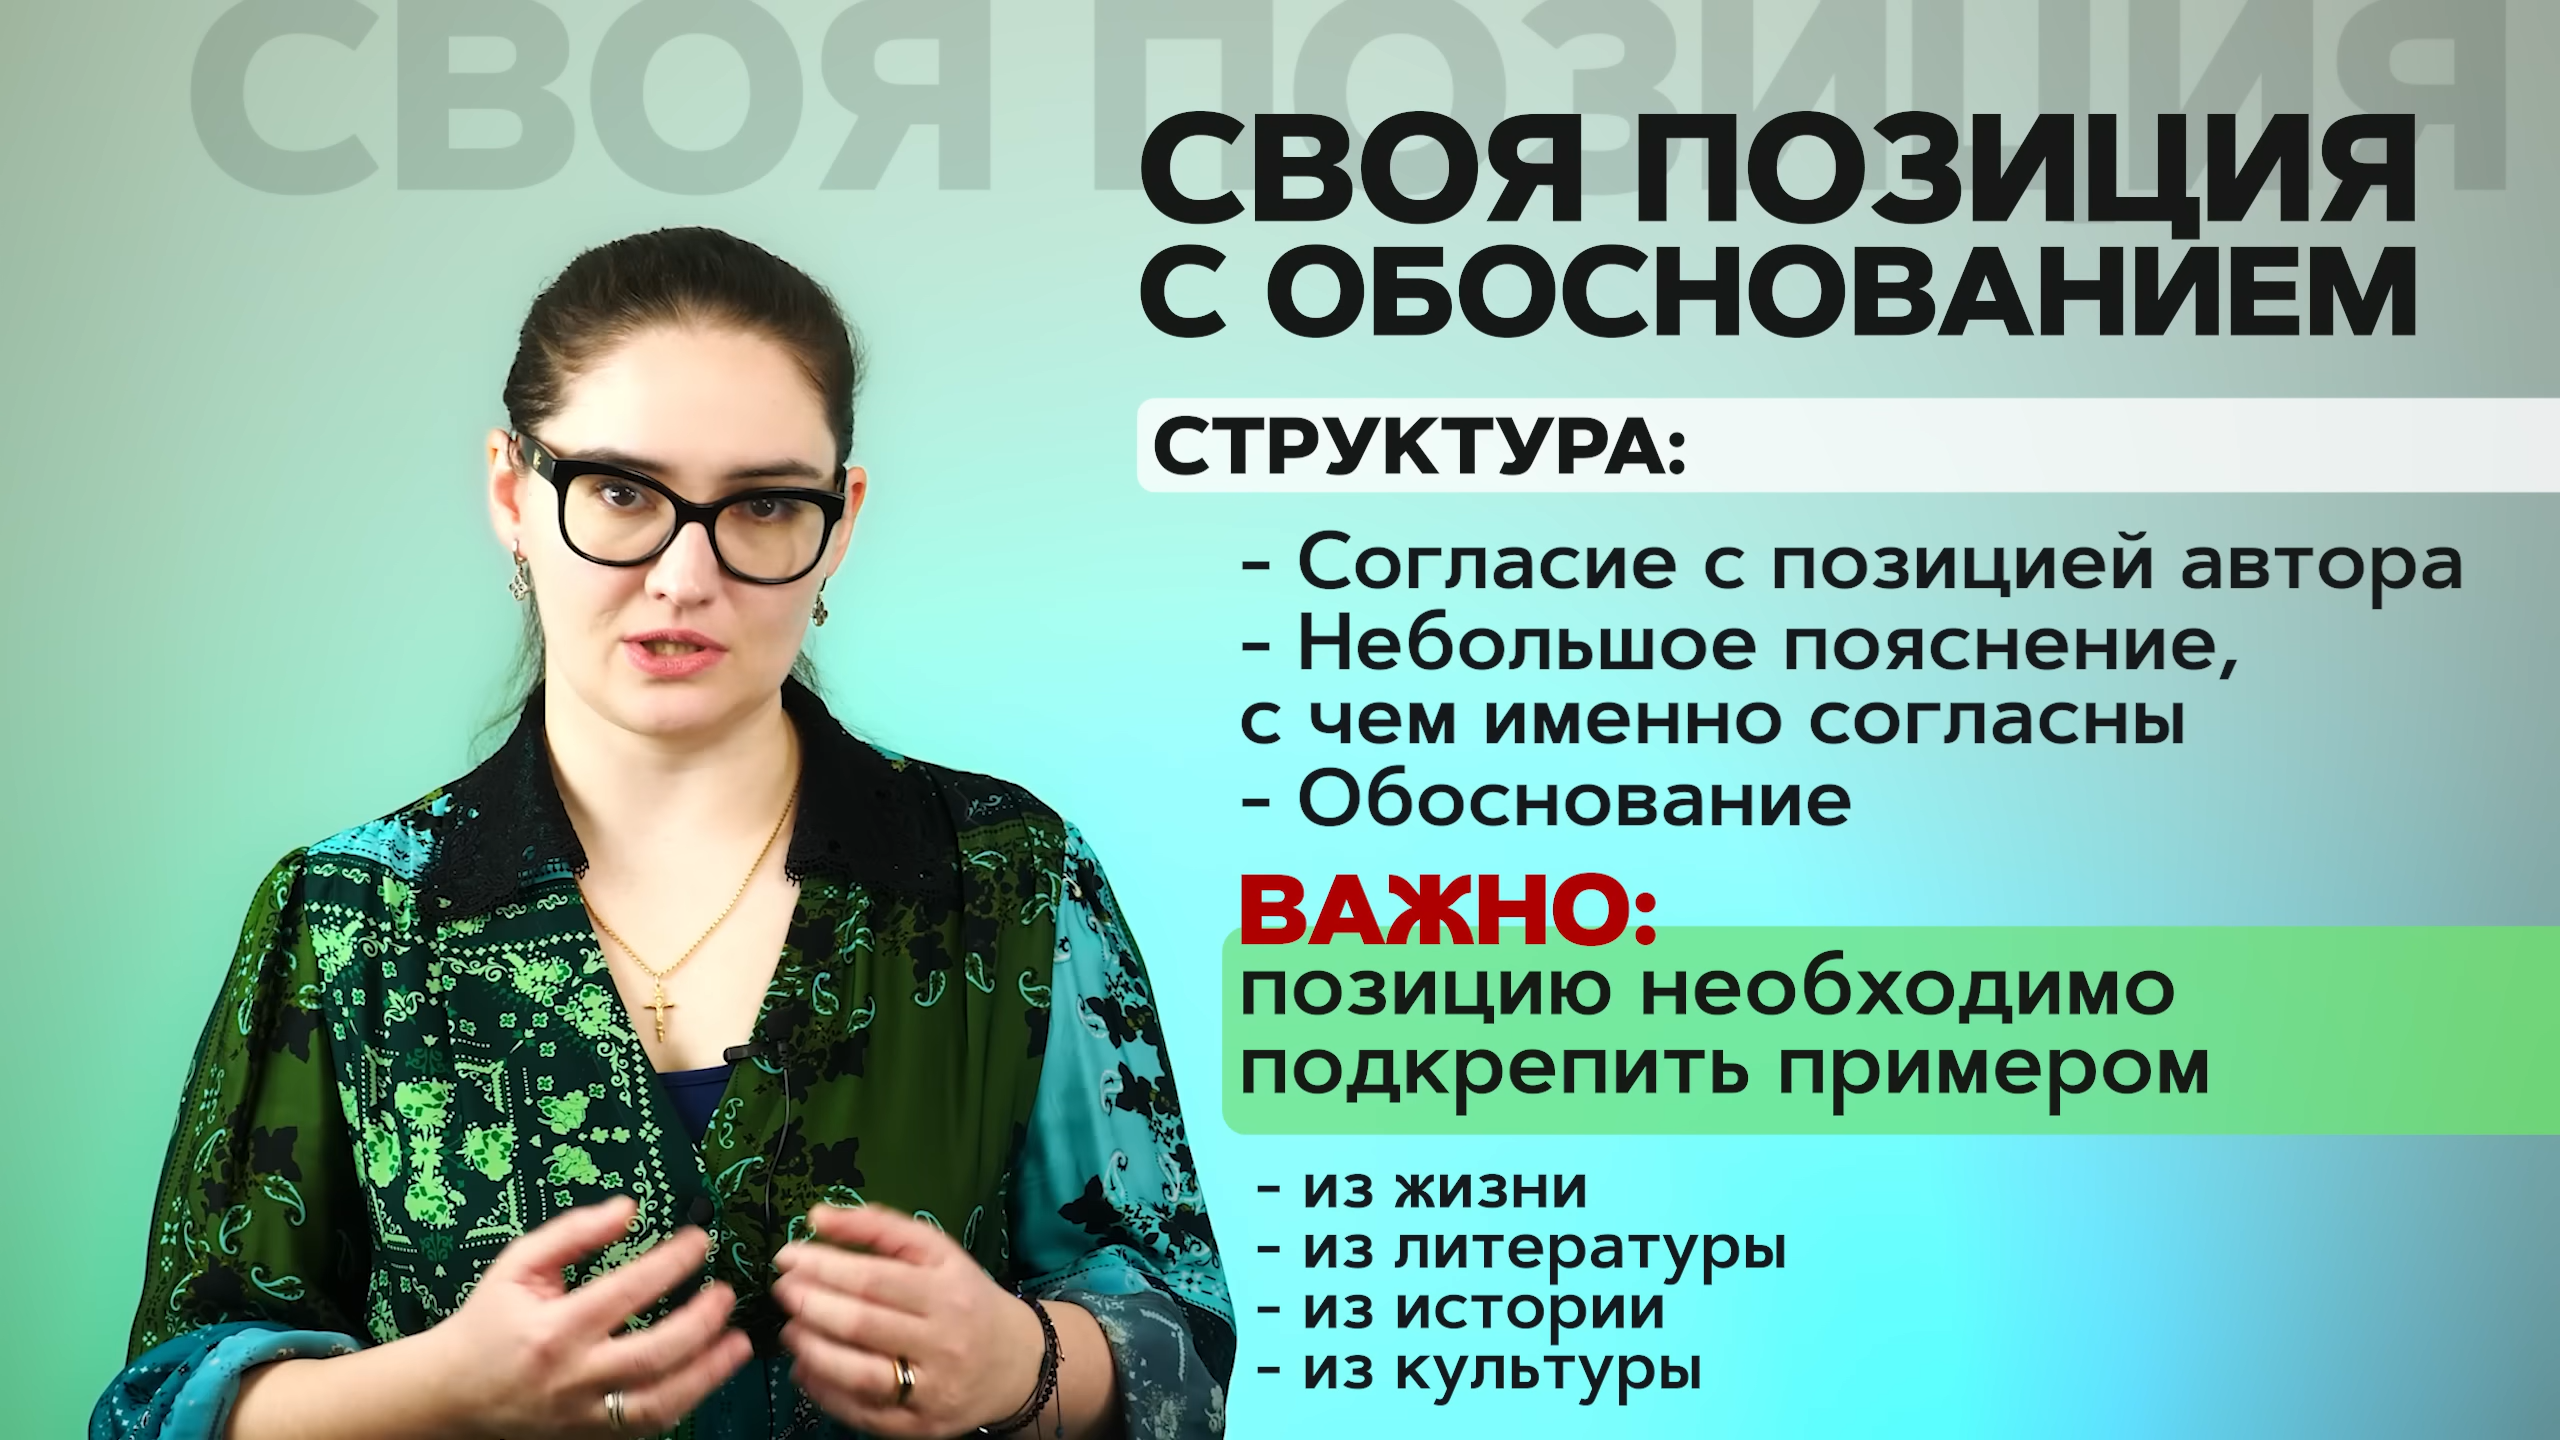 СВОЯ ПОЗИЦИЯ
СВОЯ ПОЗИЦИЯ
С ОБОСНОВАНИЕМ
СТРУКТУРА:
- Согласие с позицией автора
- Небольшое пояснение,
с чем именно согласны
- Обоснование
ВАЖНО:
позицию необходимо
подкрепить примером
- из жизни
- из литературы
- из истории
- из культуры